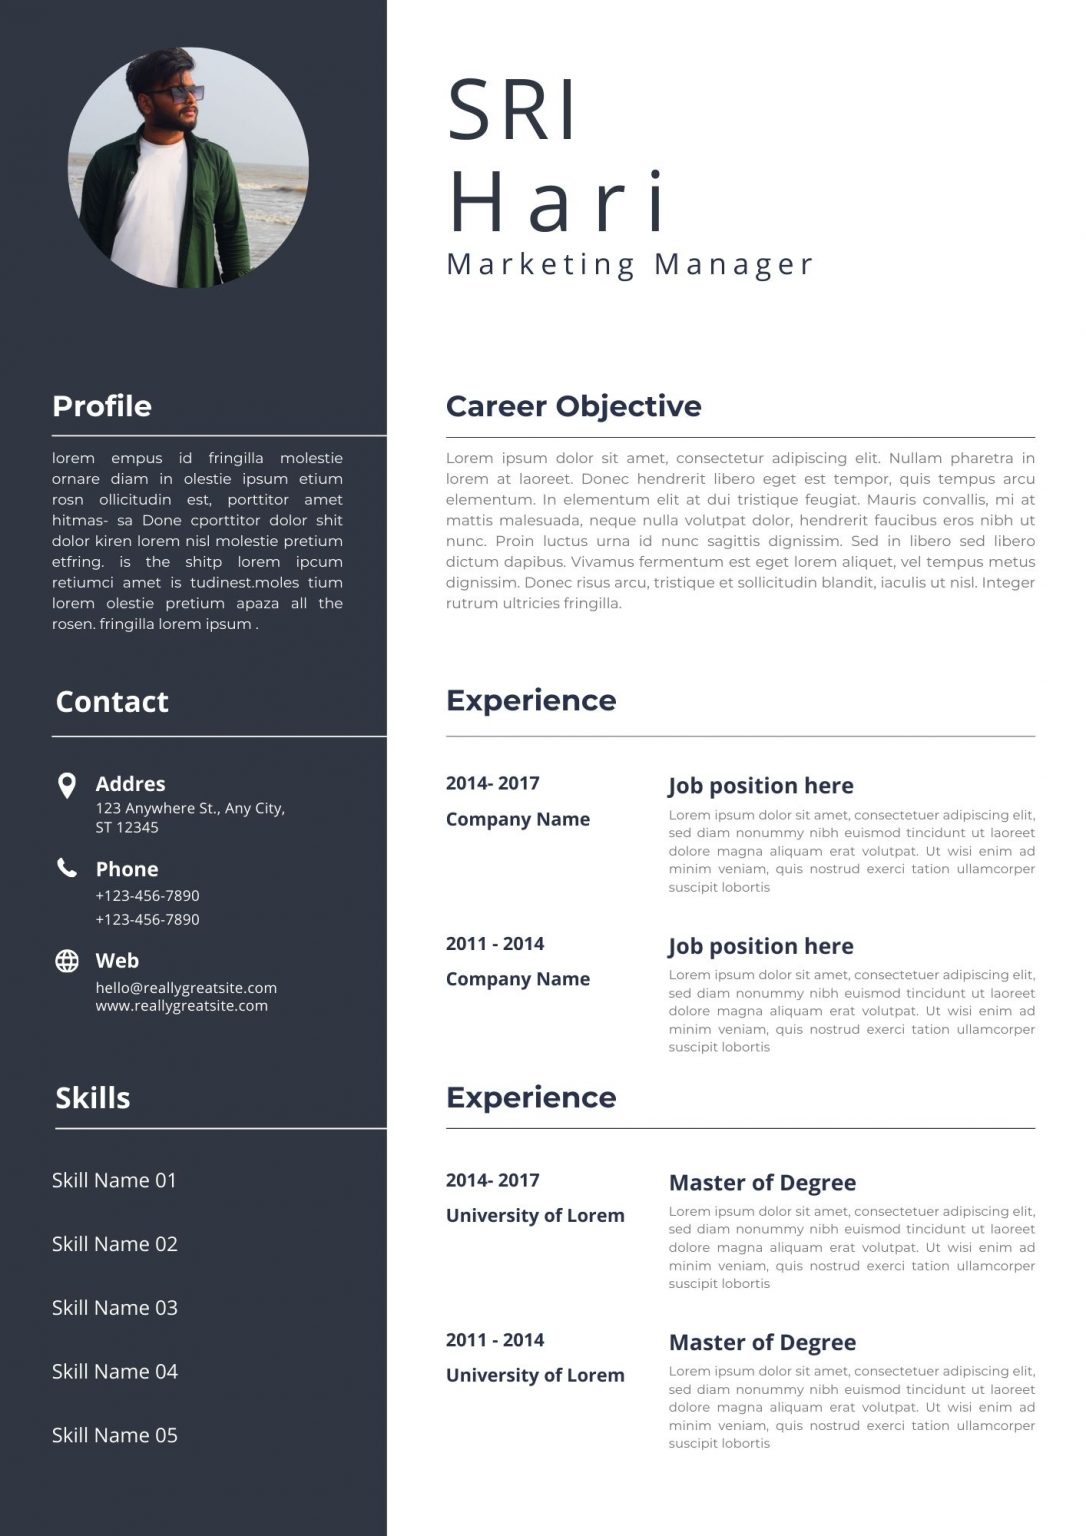 SRI
Hari
Marketing Manager
Profile
lorem empus id fringilla molestie
ornare diam in olestie ipsum etium
rosn ollicitudin est, porttitor amet
hitmas- sa Done cporttitor dolor shit
dolor kiren lorem nisl molestie pretium
etfring. is the shitp lorem ipcum
retiumci amet is tudinest.moles tium
lorem olestie pretium apaza all the
rosen. fringilla lorem ipsum .
Contact
Addres
123 Anywhere St., Any City,
ST 12345
Phone
+123-456-7890
+123-456-7890
Web
hello@reallygreatsite.com
www.reallygreatsite.com
Skills
Skill Name 01
Skill Name 02
Skill Name 03
Skill Name 04
Skill Name 05
Career Objective
Lorem ipsum dolor sit amet, consectetur adipiscing elit. Nullam pharetra in
lorem at laoreet. Donec hendrerit libero eget est tempor, quis tempus arcu
elementum. In elementum elit at dui tristique feugiat. Mauris convallis, mi at
mattis malesuada, neque nulla volutpat dolor, hendrerit faucibus eros nibh ut
nunc. Proin luctus urna id nunc sagittis dignissim. Sed in libero sed libero
dictum dapibus. Vivamus fermentum est eget lorem aliquet, vel tempus metus
dignissim. Donec risus arcu, tristique et sollicitudin blandit, iaculis ut nisl. Integer
rutrum ultricies fringilla.
Experience
2014- 2017
Company Name
Job position here
Lorem ipsum dolor sit amet, consectetuer adipiscing elit,
sed diam nonummy nibh euismod tincidunt ut laoreet
dolore magna aliquam erat volutpat. Ut wisi enim ad
minim veniam, quis nostrud exerci tation ullamcorper
suscipit lobortis
2011 - 2014
Company Name
Job position here
Lorem ipsum dolor sit amet, consectetuer adipiscing elit,
sed diam nonummy nibh euismod tincidunt ut laoreet
dolore magna aliquam erat volutpat. Ut wisi enim ad
minim veniam, quis nostrud exerci tation ullamcorper
suscipit lobortis
Experience
2014- 2017
University of Lorem
Master of Degree
Lorem ipsum dolor sit amet, consectetuer adipiscing elit,
sed diam nonummy nibh euismod tincidunt ut laoreet
dolore magna aliquam erat volutpat. Ut wisi enim ad
minim veniam, quis nostrud exerci tation ullamcorper
suscipit lobortis
2011 - 2014
University of Lorem
Master of Degree
Lorem ipsum dolor sit amet, consectetuer adipiscing elit,
sed diam nonummy nibh euismod tincidunt ut laoreet
dolore magna aliquam erat volutpat. Ut wisi enim ad
minim veniam, quis nostrud exerci tation ullamcorper
suscipit lobortis